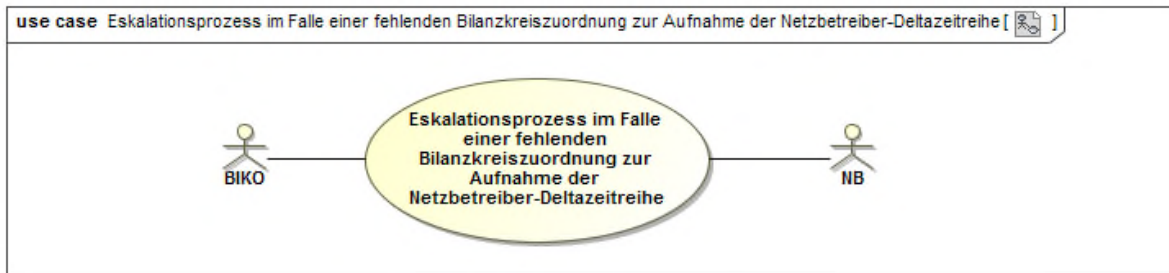 use case Eskalationsprozess im Falle einer fehlenden Bilanzkreiszuordnung zur Aufnahme der Netzbetreiber-Deltazeitreihe [ ]
Eskalationsprozess im Falle
einer fehlenden
Bilanzkreiszuordnung zur
Aufnahme der
Netzbetreiber-Deltazeitreihe
BIKO
NB